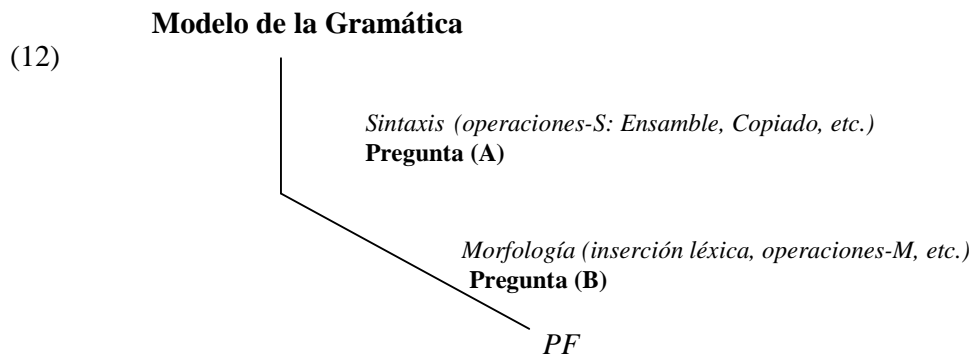 Modelo de la Gramática
(12)
Sintaxis (operaciones-S: Ensamble, Copiado, etc.)
Pregunta (A)
Morfología (inserción léxica, operaciones-M, etc.)
Pregunta (B)
PF